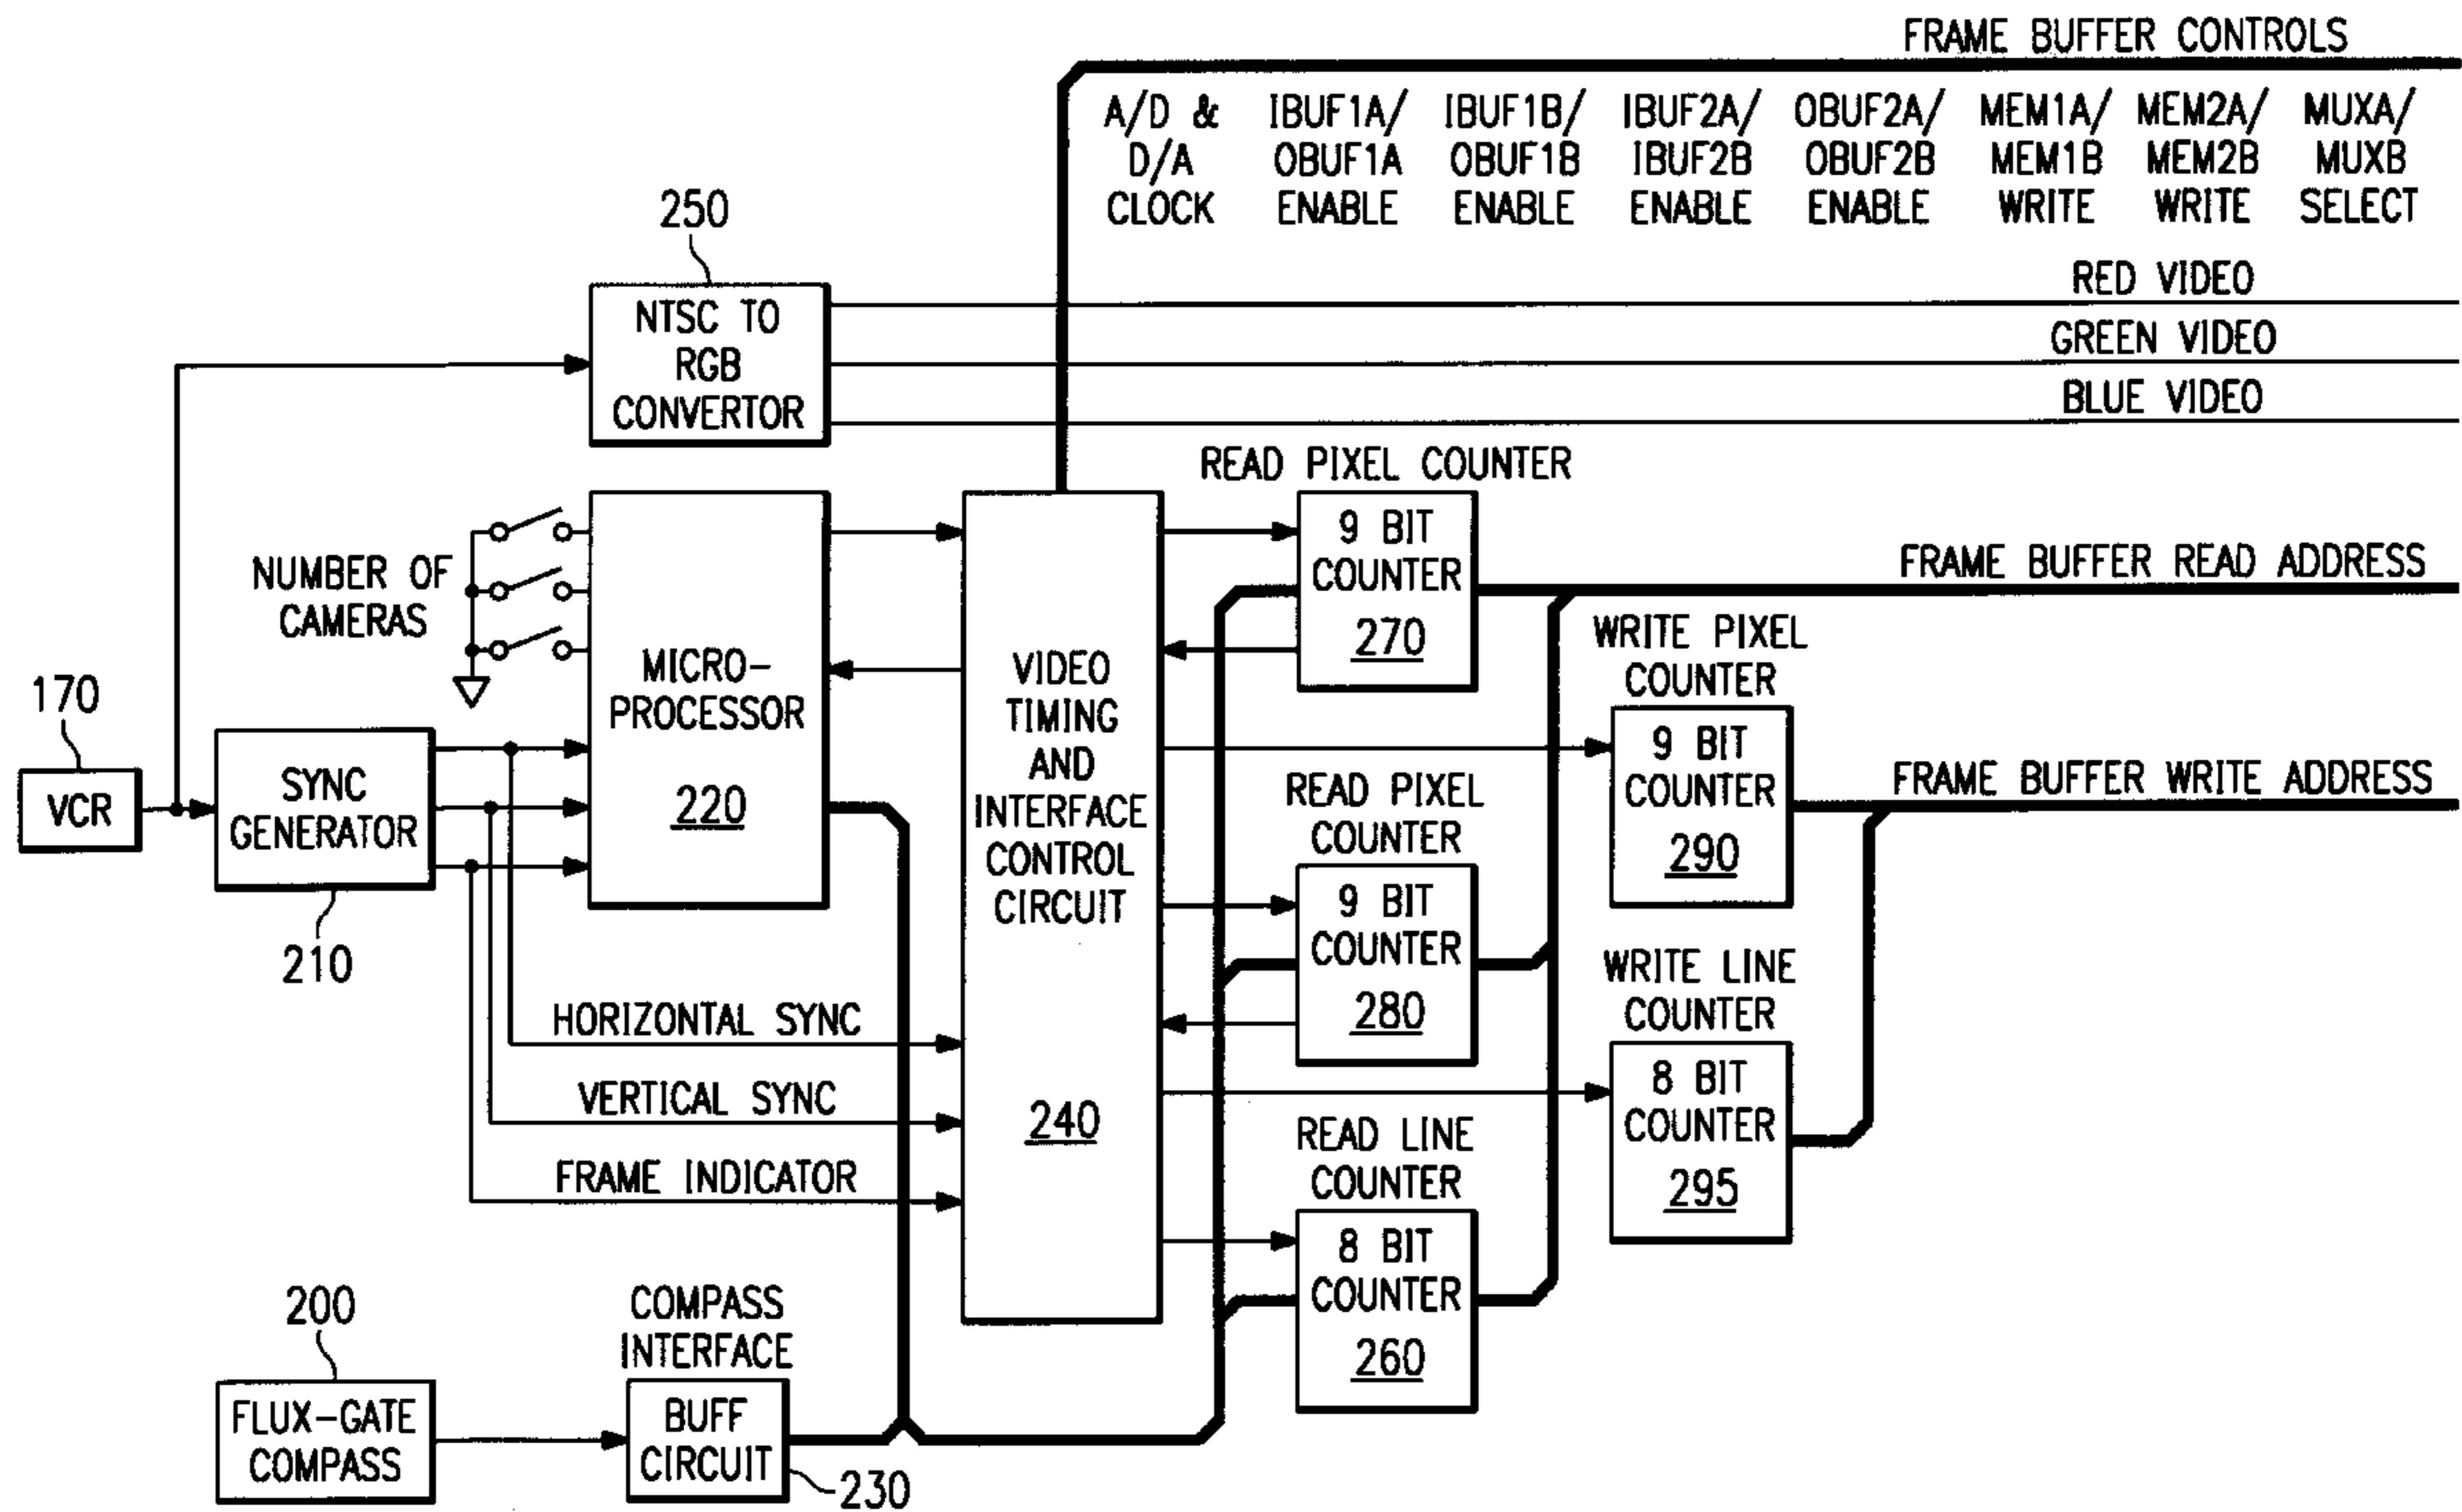 FRAME BUFFER CONTROLS
A/D & D/A CLOCK
IBUF1A/ OBUF1A ENABLE
IBUF1B/ OBUF1B ENABLE
IBUF2A/ IBUF2B ENABLE
OBUF2A/ OBUF2B ENABLE
MEM1A/ MEM1B WRITE
MEM2A/ MEM2B WRITE
MUXA/ MUXB SELECT
250
NTSC TO
RGB
CONVERTOR
RED VIDEO
GREEN VIDEO
BLUE VIDEO
READ PIXEL COUNTER
9 BIT
COUNTER
270
FRAME BUFFER READ ADDRESS
NUMBER OF
CAMERAS
MICRO-
PROCESSOR
220
VIDEO
TIMING
AND
INTERFACE
CONTROL
CIRCUIT
240
WRITE PIXEL
COUNTER
9 BIT
COUNTER
290
FRAME BUFFER WRITE ADDRESS
170
VCR
SYNC
GENERATOR
210
READ PIXEL
COUNTER
9 BIT
COUNTER
280
WRITE LINE
COUNTER
8 BIT
COUNTER
295
HORIZONTAL SYNC
VERTICAL SYNC
FRAME INDICATOR
READ LINE
COUNTER
8 BIT
COUNTER
260
200
FLUX-GATE
COMPASS
COMPASS
INTERFACE
BUFF
CIRCUIT
230